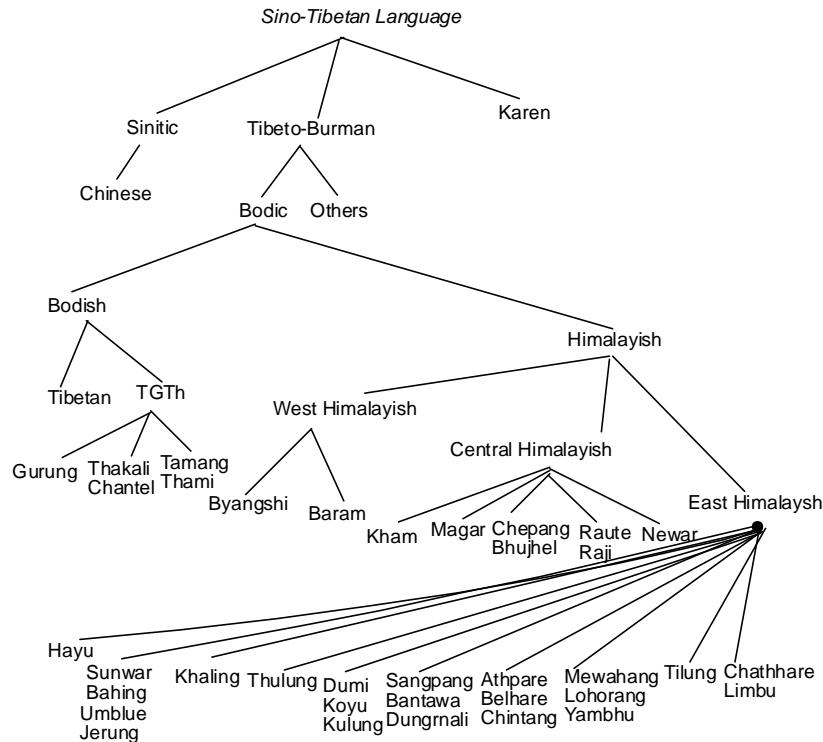 Sino-Tibetan Language
Sinitic
Tibeto-Burman
Karen
Chinese
Bodic
Others
Bodish
Himalayish
Tibetan
TGTh
West Himalayish
Central Himalayish
East Himalaysh
Gurung
Thakali
Chantel
Tamang
Thami
Byangshi
Baram
Kham
Magar
Chepang
Bhujhel
Raute
Raji
Newar
Hayu
Sunwar
Bahing
Umblue
Jerung
Khaling
Thulung
Dumi
Koyu
Kulung
Sangpang
Bantawa
Dungrnali
Athpare
Belhare
Chintang
Mewahang
Lohorang
Yambhu
Tilung
Chathhare
Limbu